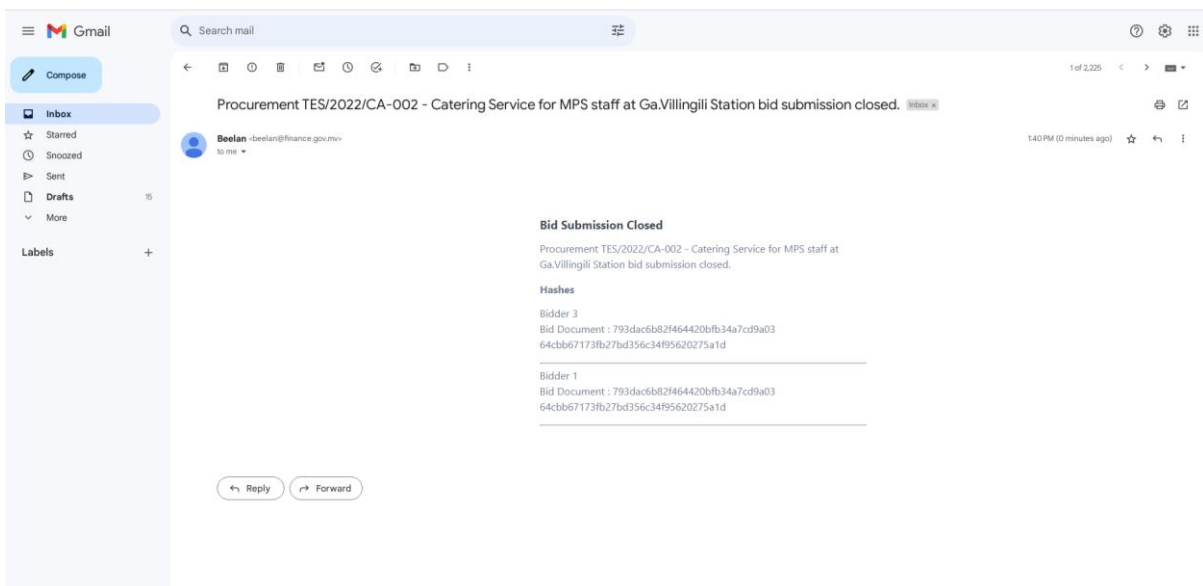 Gmail
Search mail
Compose
1 of 2,225
Inbox
Starred
Snoozed
Sent
Drafts 15
More
Labels +
Procurement TES/2022/CA-002 - Catering Service for MPS staff at Ga.Villingili Station bid submission closed. Inbox ×
Beelan <beelan@finance.gov.mv> 1:40 PM (0 minutes ago)
to me
Bid Submission Closed
Procurement TES/2022/CA-002 - Catering Service for MPS staff at
Ga.Villingili Station bid submission closed.
Hashes
Bidder 3
Bid Document : 793dac6b82f464420bfb34a7cd9a03
64cbb67173fb27bd356c34f95620275a1d
Bidder 1
Bid Document : 793dac6b82f464420bfb34a7cd9a03
64cbb67173fb27bd356c34f95620275a1d
Reply
Forward